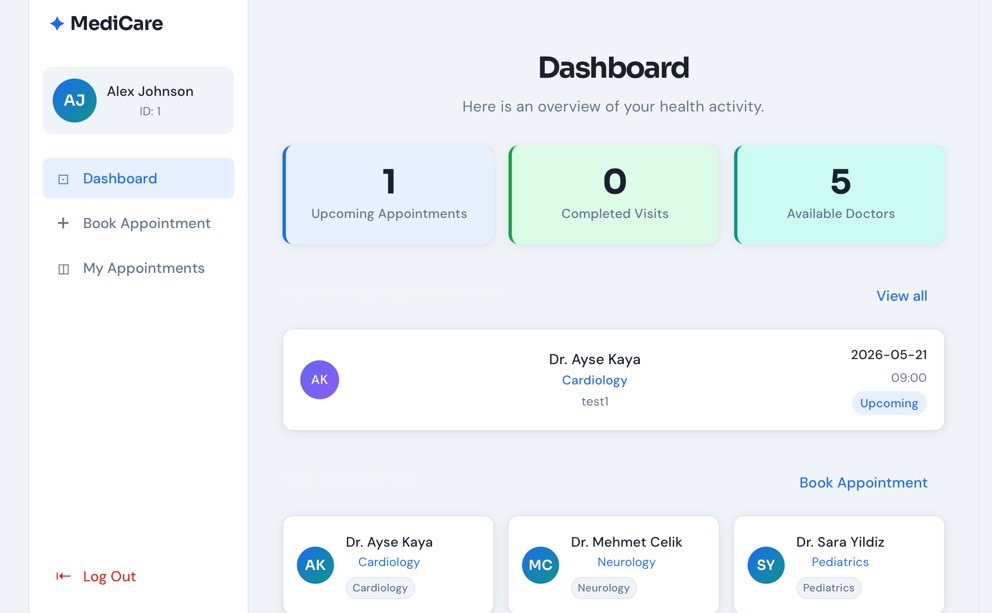 MediCare
AJ
Alex Johnson
ID: 1
Dashboard
Book Appointment
My Appointments
Log Out
Dashboard
Here is an overview of your health activity.
1
Upcoming Appointments
0
Completed Visits
5
Available Doctors
View all
AK
Dr. Ayse Kaya
Cardiology
test1
2026-05-21
09:00
Upcoming
Book Appointment
AK
Dr. Ayse Kaya
Cardiology
Cardiology
MC
Dr. Mehmet Celik
Neurology
Neurology
SY
Dr. Sara Yildiz
Pediatrics
Pediatrics